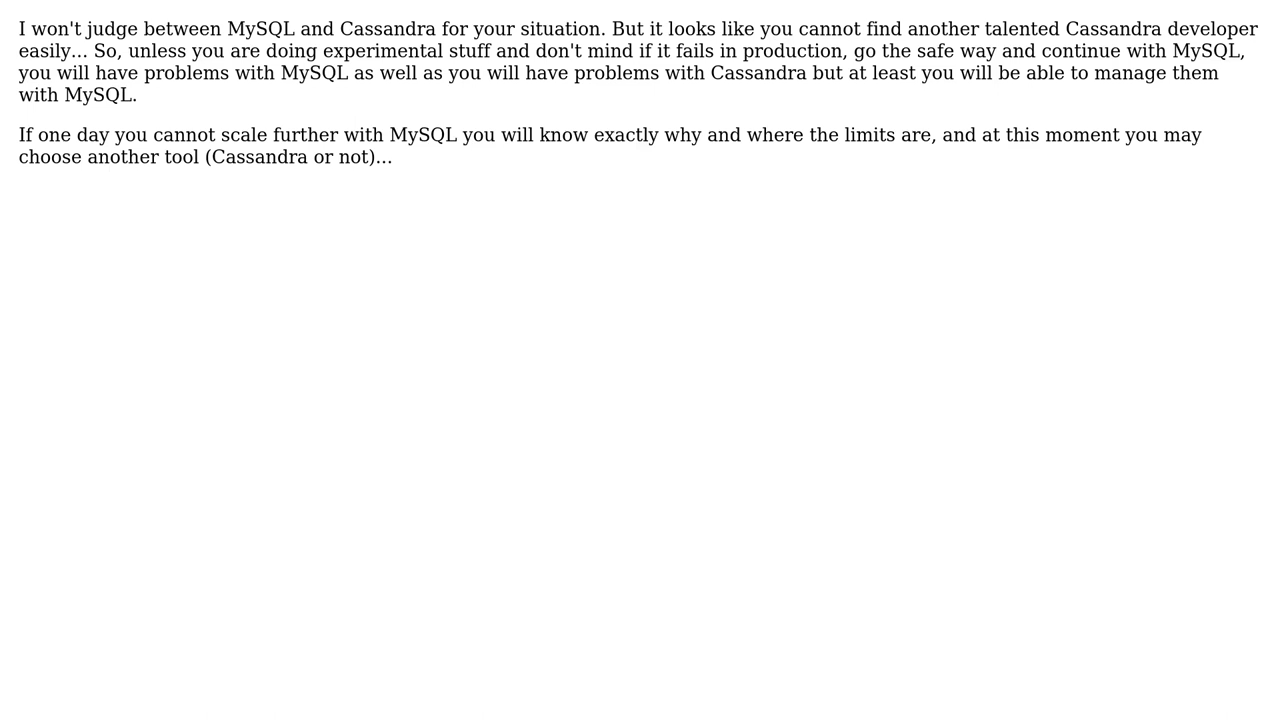 I won't judge between MySQL and Cassandra for your situation. But it looks like you cannot find another talented Cassandra developer
easily... So, unless you are doing experimental stuff and don't mind if it fails in production, go the safe way and continue with MySQL,
you will have problems with MySQL as well as you will have problems with Cassandra but at least you will be able to manage them
with MySQL.
If one day you cannot scale further with MySQL you will know exactly why and where the limits are, and at this moment you may
choose another tool (Cassandra or not)...